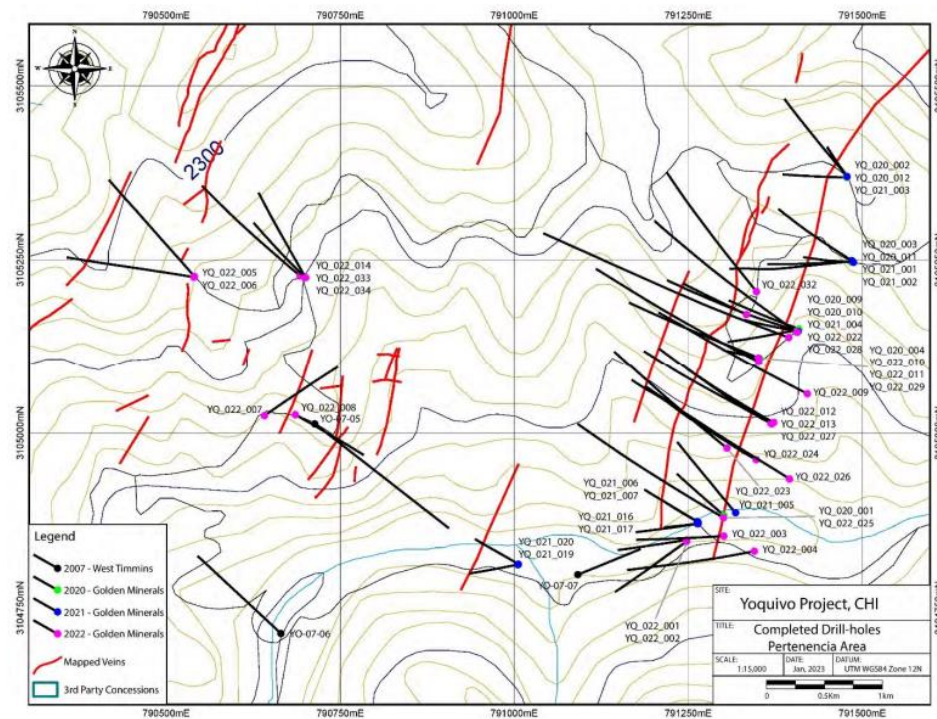 790500mE
790750mE
791000mE
791250mE
791500mE
3105500mN
3105250mN
3105000mN
3104750mN
N
W
E
S
2300
YQ_020_002
YQ_020_012
YQ_021_003
YQ_020_003
YQ_020_011
YQ_021_001
YQ_021_002
YQ_022_014
YQ_022_033
YQ_022_034
YQ_022_005
YQ_022_006
YQ_022_032
YQ_020_009
YQ_020_010
YQ_021_004
YQ_022_022
YQ_022_028
YQ_020_004
YQ_022_010
YQ_022_011
YQ_022_029
YQ_022_009
YQ_022_007
YQ_022_008
YO-07-05
YQ_022_012
YQ_022_013
YQ_022_027
YQ_022_024
YQ_022_026
YQ_022_023
YQ_021_005
YQ_021_006
YQ_021_007
YQ_021_016
YQ_021_017
YQ_020_001
YQ_022_025
YQ_022_003
YQ_022_004
YQ_021_020
YQ_021_019
YO-07-07
YO-07-06
YQ_022_001
YQ_022_002
Legend
2007 - West Timmins
2020 - Golden Minerals
2021 - Golden Minerals
2022 - Golden Minerals
Mapped Veins
3rd Party Concessions
SITE:
Yoquivo Project, CHI
TITLE:
Completed Drill-holes
Pertenencia Area
SCALE:
1:15,000
DATE:
Jan, 2023
DATUM:
UTM WGS84 Zone 12N
0 0.5Km 1km
790500mE
790750mE
791000mE
791250mE
791500mE